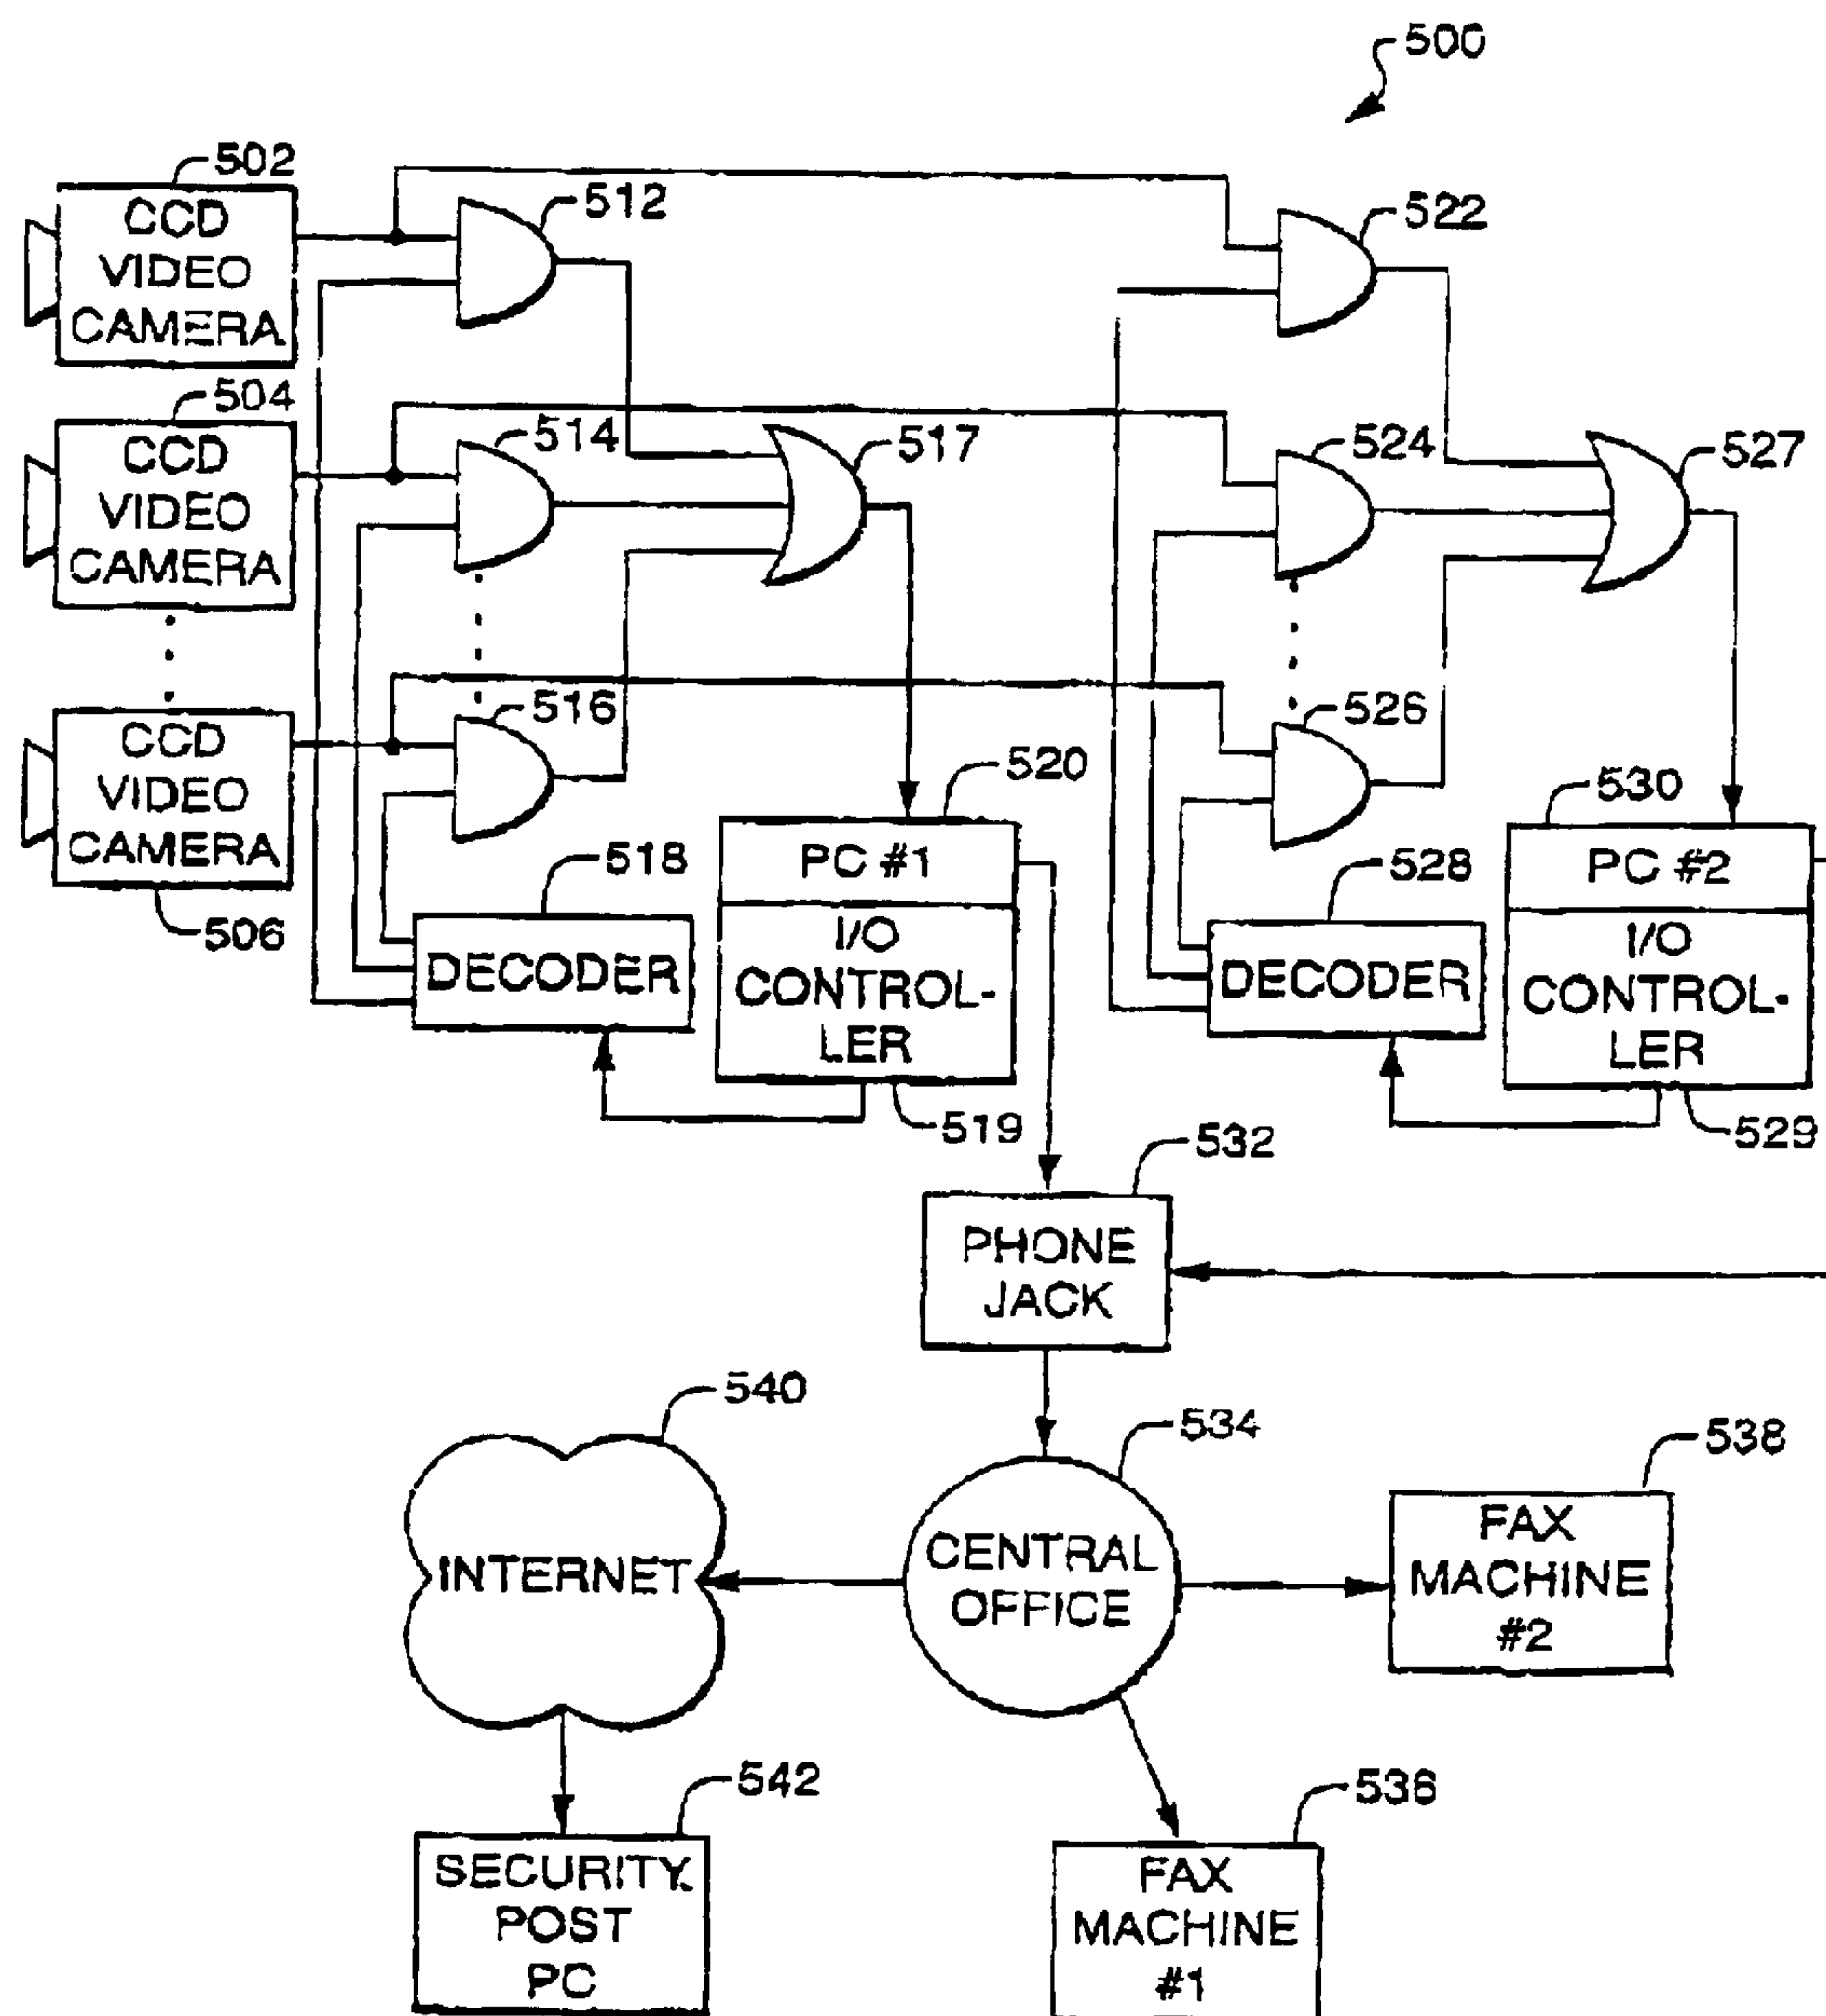 500
502
CCD
VIDEO
CAMERA
512
522
504
CCD
VIDEO
CAMERA
514
517
524
527
CCD
VIDEO
CAMERA
506
516
526
518
DECODER
520
PC #1
I/O
CONTROL-
LER
519
528
DECODER
530
PC #2
I/O
CONTROL-
LER
529
532
PHONE
JACK
540
INTERNET
534
CENTRAL
OFFICE
538
FAX
MACHINE
#2
542
SECURITY
POST
PC
536
FAX
MACHINE
#1